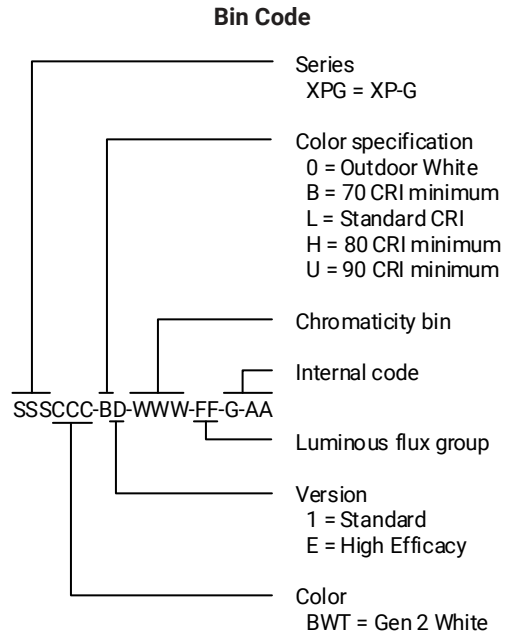 Bin Code
Series
XPG = XP-G
Color specification
0 = Outdoor White
B = 70 CRI minimum
L = Standard CRI
H = 80 CRI minimum
U = 90 CRI minimum
Chromaticity bin
Internal code
SSSCCC-BD-WWW-FF-G-AA
Luminous flux group
Version
1 = Standard
E = High Efficacy
Color
BWT = Gen 2 White